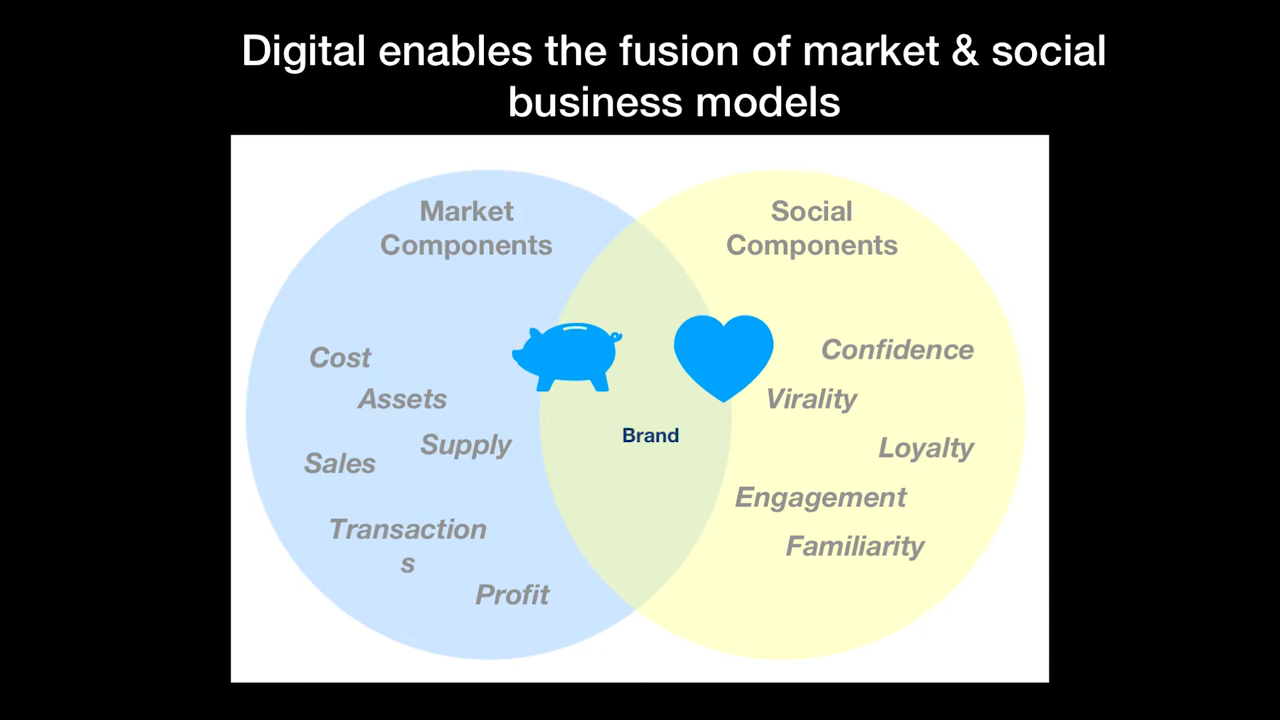 Digital enables the fusion of market & social
business models
Market
Components
Cost
Assets
Supply
Sales
Transaction
s
Profit
Brand
Social
Components
Confidence
Virality
Loyalty
Engagement
Familiarity